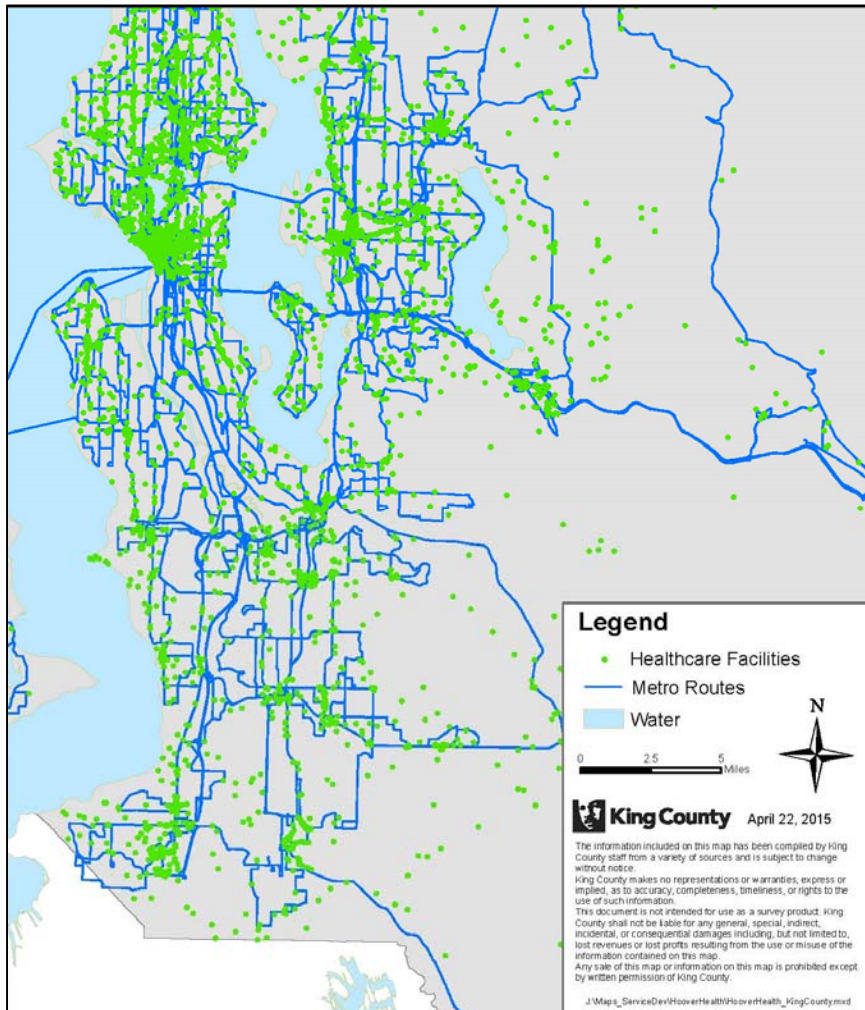 Legend
Healthcare Facilities
Metro Routes
Water
N
0 2.5 5
Miles
King County April 22, 2015
The information included on this map has been compiled by King
County staff from a variety of sources and is subject to change
without notice.
King County makes no representations or warranties, express or
implied, as to accuracy, completeness, timeliness, or rights to the
use of such information.
This document is not intended for use as a survey product. King
County shall not be liable for any general, special, indirect,
incidental, or consequential damages including, but not limited to,
lost revenues or lost profits resulting from the use or misuse of the
information contained on this map.
Any sale of this map or information on this map is prohibited except
by written permission of King County.
J:\Maps_ServiceDev\HooverHealth\HooverHealth_KingCounty.mxd